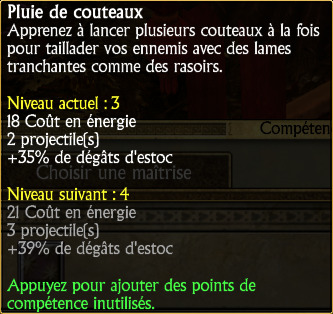 Pluie de couteaux
Apprenez à lancer plusieurs couteaux à la fois
pour taillader vos ennemis avec des lames
tranchantes comme des rasoirs.
Niveau actuel : 3
18 Coût en énergie
2 projectile(s)
+35% de dégâts d'estoc
Compéten
Choisir une maîtrise
Niveau suivant : 4
21 Coût en énergie
3 projectile(s)
+39% de dégâts d'estoc
Appuyez pour ajouter des points de
compétence inutilisés.